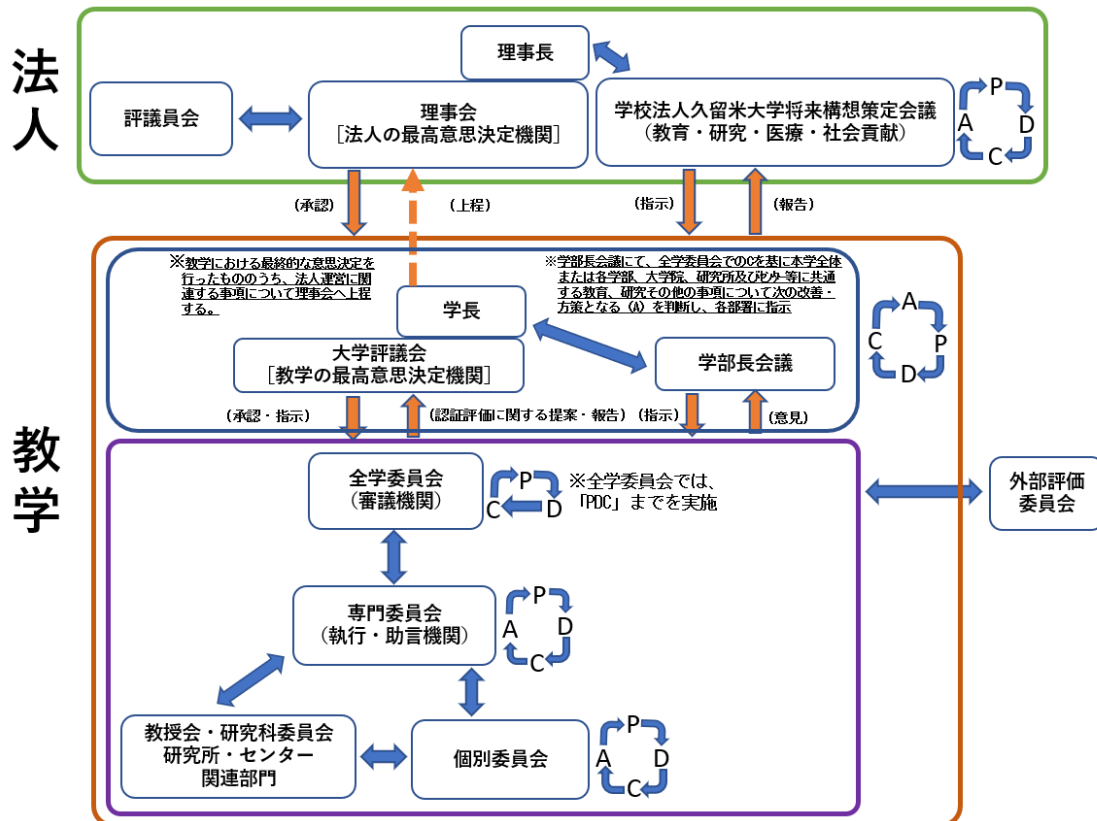 法人
理事長
評議員会
理事会
[法人の最高意思決定機関]
学校法人久留米大学将来構想策定会議
(教育・研究・医療・社会貢献)
P
A
D
C
(承認)
(上程)
(指示)
(報告)
教学
※教学における最終的な意思決定を
行ったもののうち、法人運営に関
連する事項について理事会へ上程
する。
※学部長会議にて、全学委員会でのCを基に本学全体
または各学部、大学院、研究所及びセンター等に共通
する教育、研究その他の事項について次の改善・
方策となる（A）を判断し、各部署に指示
学長
大学評議会
[教学の最高意思決定機関]
学部長会議
A
C
P
D
(承認・指示)
(認証評価に関する提案・報告)
(指示)
(意見)
全学委員会
(審議機関)
P
C
D
※全学委員会では、
「PDC」までを実施
外部評価
委員会
専門委員会
(執行・助言機関)
P
A
D
C
教授会・研究科委員会
研究所・センター
関連部門
個別委員会
P
A
D
C